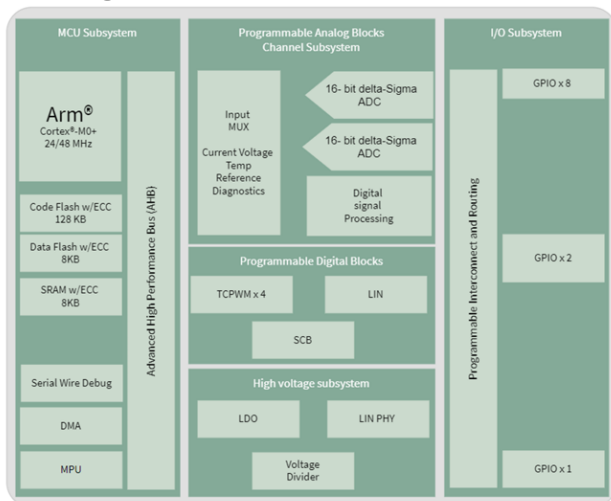 MCU Subsystem
Arm®
Cortex®-M0+
24/48 MHz
Code Flash w/ECC
128 KB
Data Flash w/ECC
8KB
SRAM w/ECC
8KB
Serial Wire Debug
DMA
MPU
Advanced High Performance Bus (AHB)
Programmable Analog Blocks
Channel Subsystem
Input
MUX
Current Voltage
Temp
Reference
Diagnostics
16- bit delta-Sigma
ADC
16- bit delta-Sigma
ADC
Digital
signal
Processing
Programmable Digital Blocks
TCPWM x 4
LIN
SCB
High voltage subsystem
LDO
LIN PHY
Voltage
Divider
I/O Subsystem
Programmable Interconnect and Routing
GPIO x 8
GPIO x 2
GPIO x 1